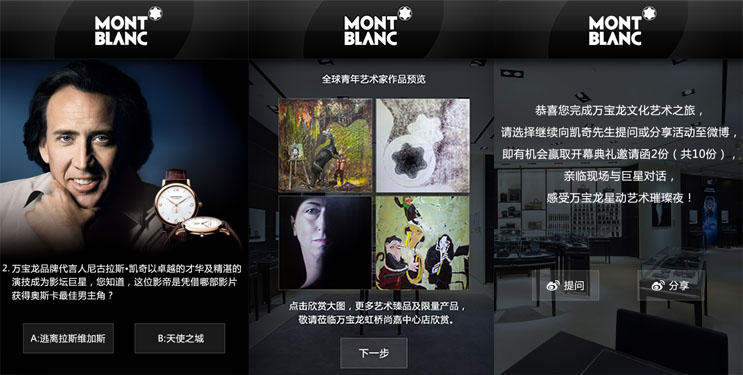 MONT
BLANC
2. 万宝龙品牌代言人尼古拉斯•凯奇以卓越的才华及精湛的
演技成为影坛巨星，您知道，这位影帝是凭借哪部影片
获得奥斯卡最佳男主角？
A:逃离拉斯维加斯
B:天使之城
MONT
BLANC
全球青年艺术家作品预览
点击欣赏大图，更多艺术臻品及限量产品，
敬请莅临万宝龙虹桥尚嘉中心店欣赏。
下一步
MONT
BLANC
恭喜您完成万宝龙文化艺术之旅，
请选择继续向凯奇先生提问或分享活动至微博，
即有机会赢取开幕典礼邀请函2份（共10份），
亲临现场与巨星对话，
感受万宝龙星动艺术璀璨夜！
提问
分享